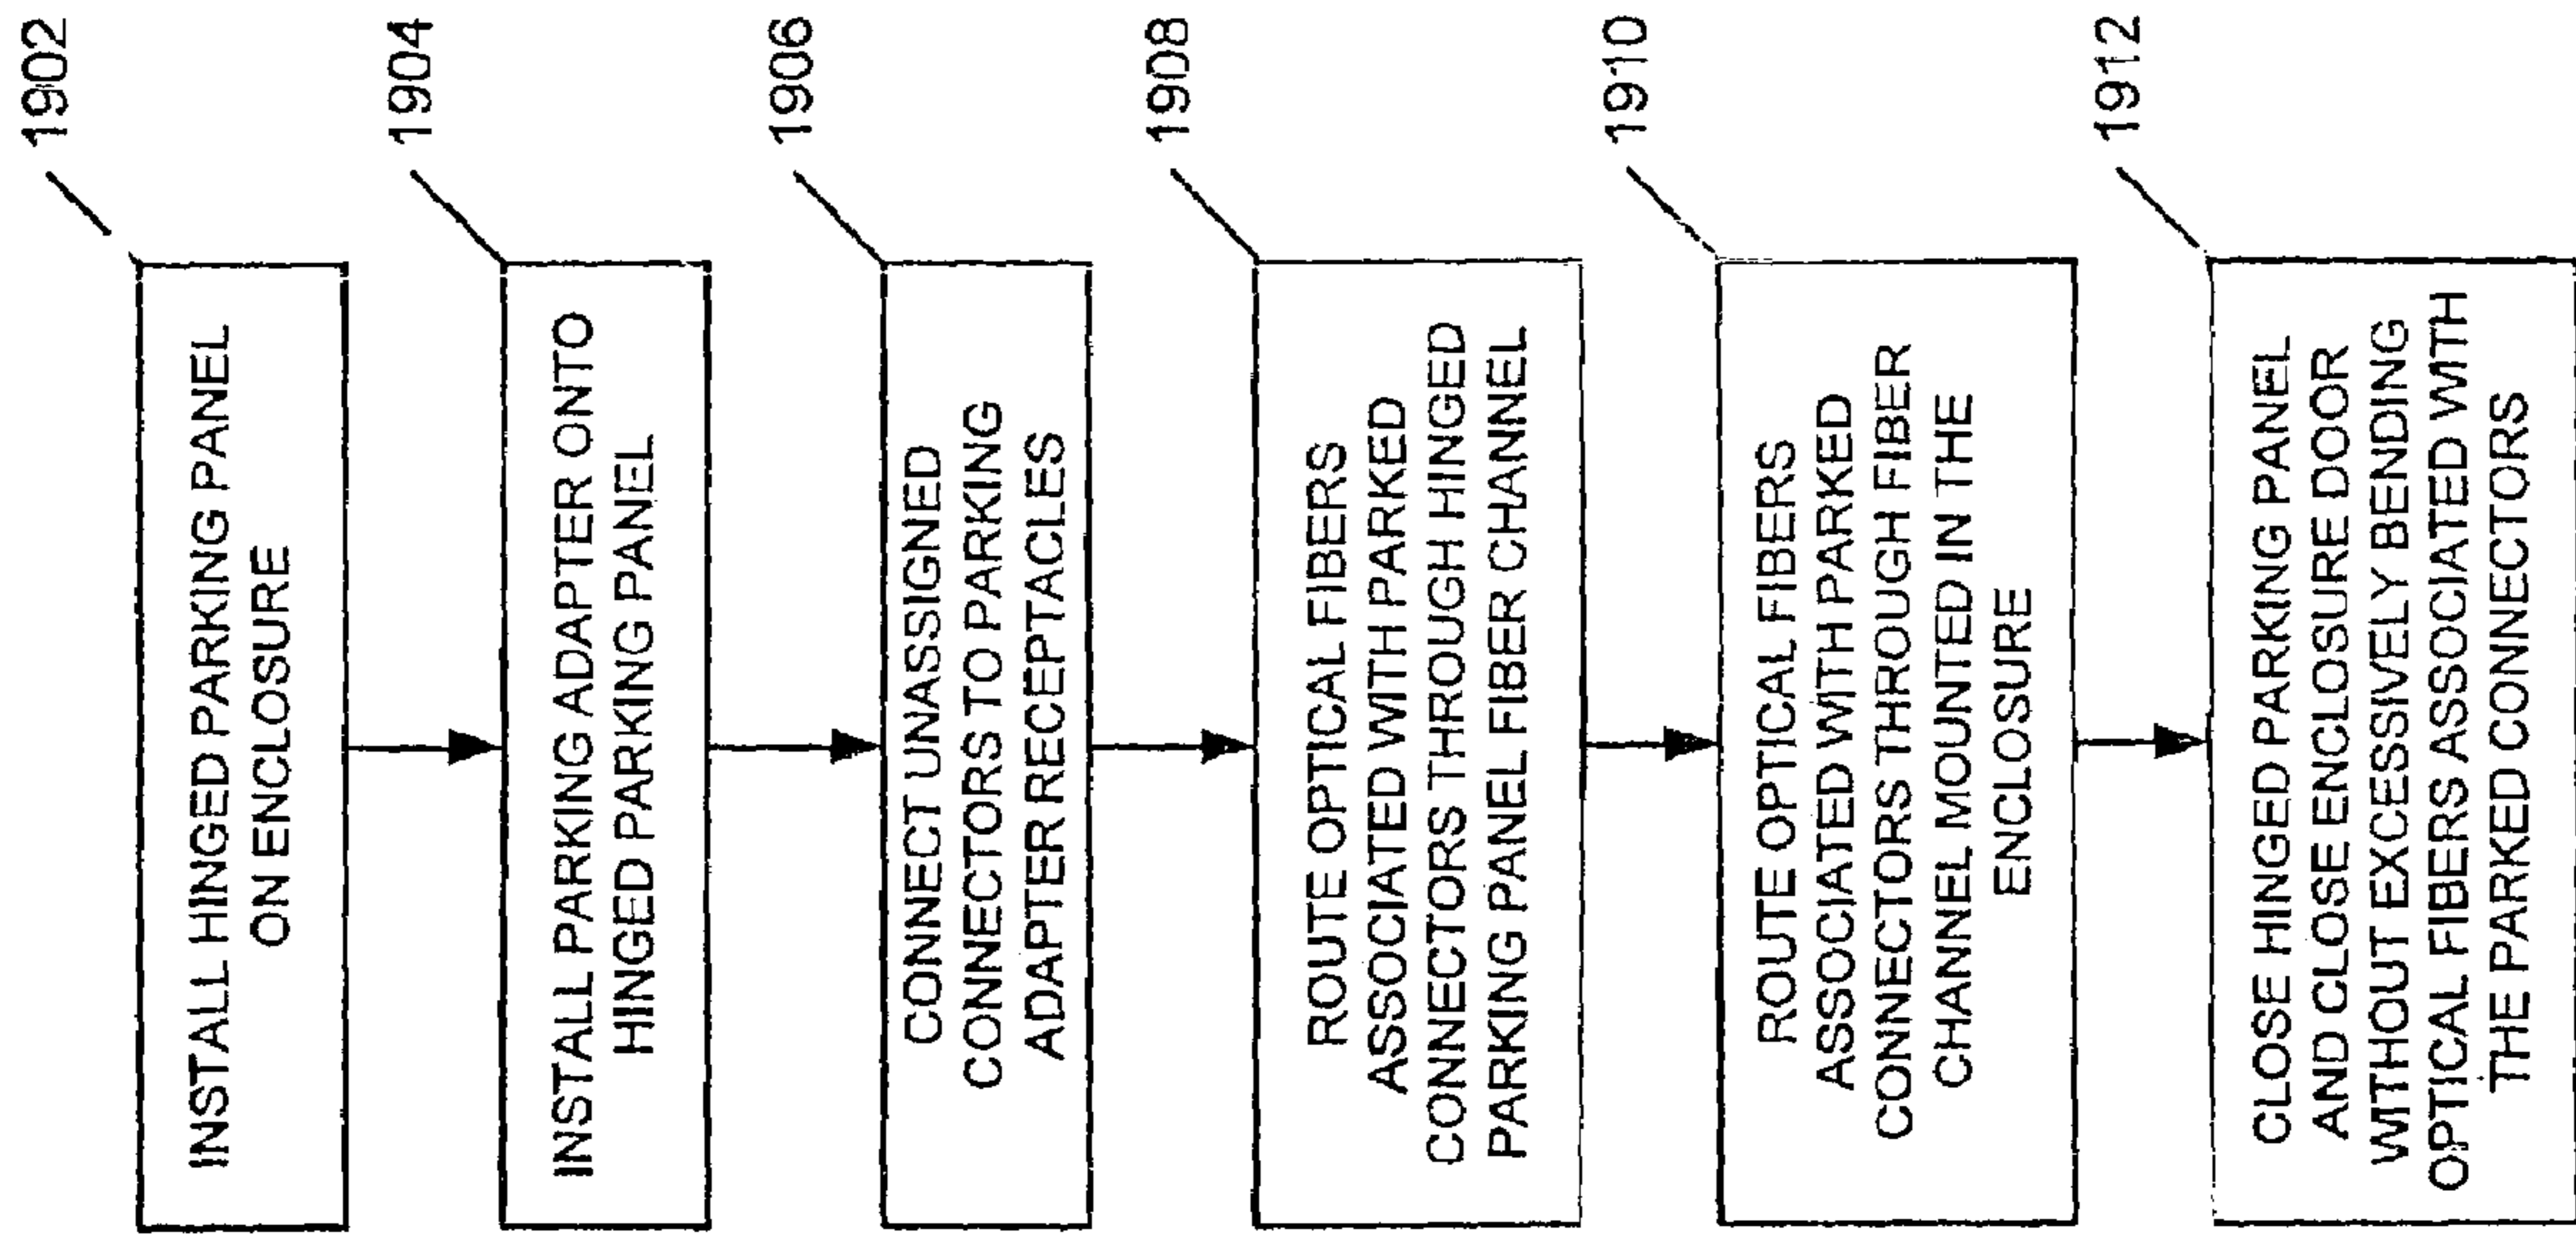 1902
INSTALL HINGED PARKING PANEL
ON ENCLOSURE
1904
INSTALL PARKING ADAPTER ONTO
HINGED PARKING PANEL
1906
CONNECT UNASSIGNED
CONNECTORS TO PARKING
ADAPTER RECEPTACLES
1908
ROUTE OPTICAL FIBERS
ASSOCIATED WITH PARKED
CONNECTORS THROUGH HINGED
PARKING PANEL FIBER CHANNEL
1910
ROUTE OPTICAL FIBERS
ASSOCIATED WITH PARKED
CONNECTORS THROUGH FIBER
CHANNEL MOUNTED IN THE
ENCLOSURE
1912
CLOSE HINGED PARKING PANEL
AND CLOSE ENCLOSURE DOOR
WITHOUT EXCESSIVELY BENDING
OPTICAL FIBERS ASSOCIATED WITH
THE PARKED CONNECTORS